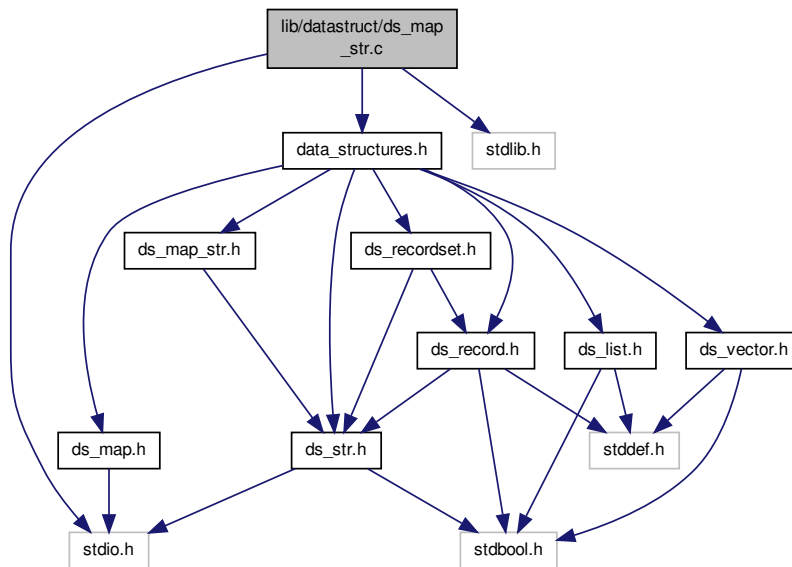 lib/datastruct/ds_map
_str.c
data_structures.h
stdlib.h
ds_map_str.h
ds_recordset.h
ds_record.h
ds_list.h
ds_vector.h
ds_map.h
ds_str.h
stddef.h
stdio.h
stdbool.h